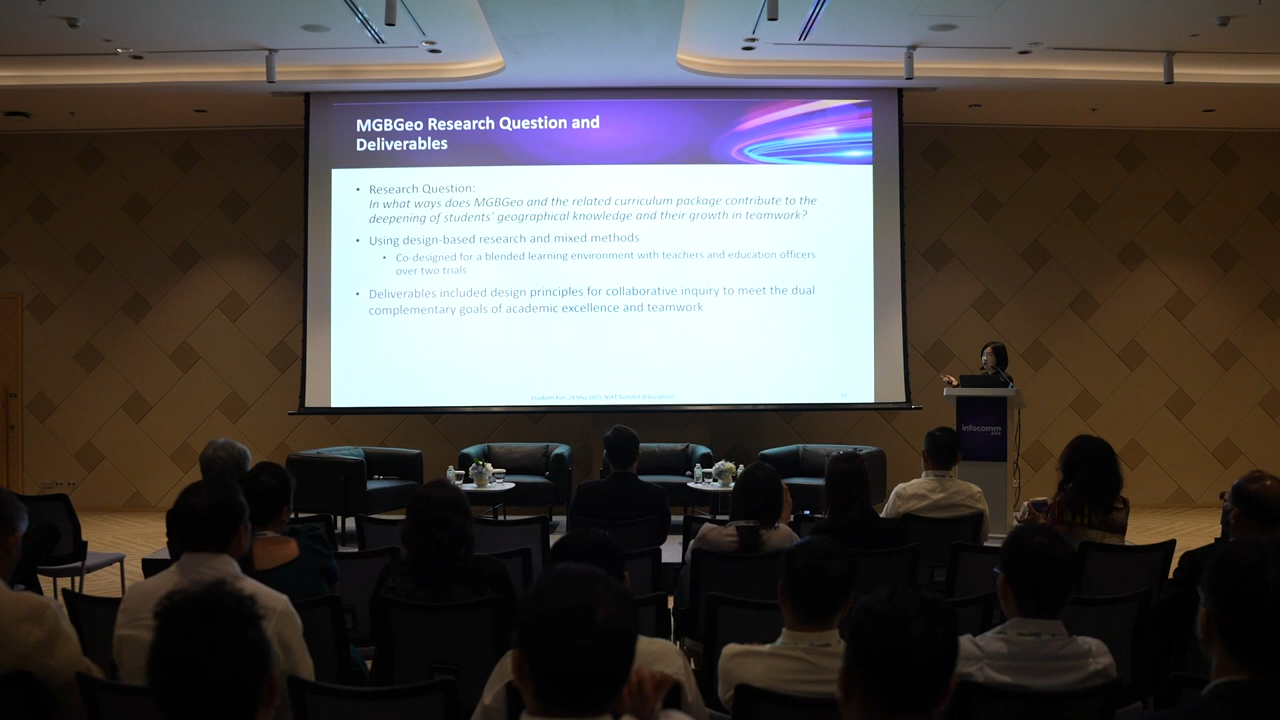 MGBGeo Research Question and
Deliverables
• Research Question:
In what ways does MGBGeo and the related curriculum package contribute to the
deepening of students' geographical knowledge and their growth in teamwork?
• Using design-based research and mixed methods
• Co-designed for a blended learning environment with teachers and education officers
over two trials
• Deliverables included design principles for collaborative inquiry to meet the dual
complementary goals of academic excellence and teamwork
infocomm
ASIA